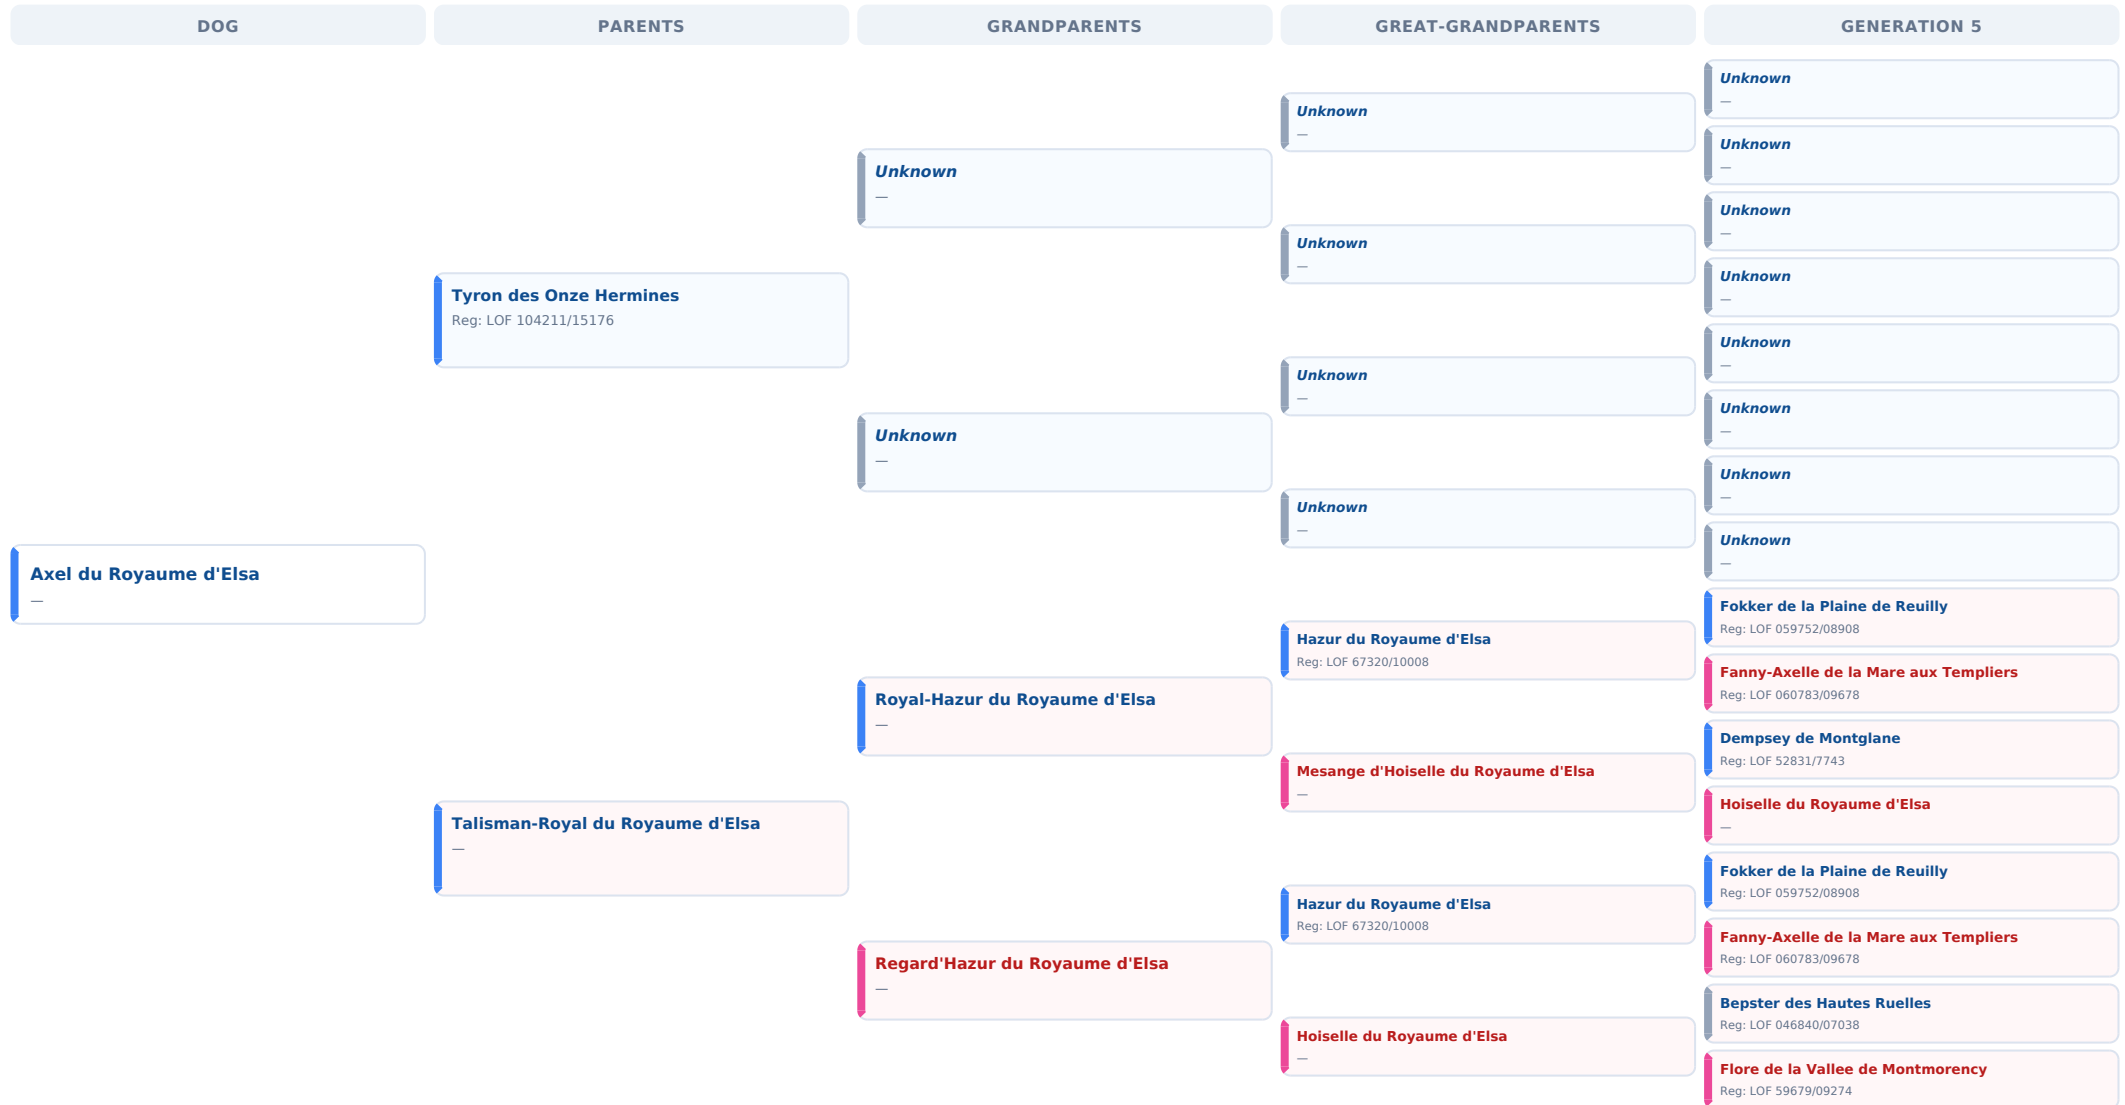 DOG
PARENTS
GRANDPARENTS
GREAT-GRANDPARENTS
GENERATION 5
Axel du Royaume d'Elsa
—
Tyron des Onze Hermines
Reg: LOF 104211/15176
Talisman-Royal du Royaume d'Elsa
—
Unknown
—
Unknown
—
Royal-Hazur du Royaume d'Elsa
—
Regard'Hazur du Royaume d'Elsa
—
Unknown
—
Unknown
—
Unknown
—
Unknown
—
Hazur du Royaume d'Elsa
Reg: LOF 67320/10008
Mesange d'Hoiselle du Royaume d'Elsa
—
Hazur du Royaume d'Elsa
Reg: LOF 67320/10008
Hoiselle du Royaume d'Elsa
—
Unknown
—
Unknown
—
Unknown
—
Unknown
—
Unknown
—
Unknown
—
Unknown
—
Unknown
—
Fokker de la Plaine de Reuilly
Reg: LOF 059752/08908
Fanny-Axelle de la Mare aux Templiers
Reg: LOF 060783/09678
Dempsey de Montglane
Reg: LOF 52831/7743
Hoiselle du Royaume d'Elsa
—
Fokker de la Plaine de Reuilly
Reg: LOF 059752/08908
Fanny-Axelle de la Mare aux Templiers
Reg: LOF 060783/09678
Bepster des Hautes Ruelles
Reg: LOF 046840/07038
Flore de la Vallee de Montmorency
Reg: LOF 59679/09274